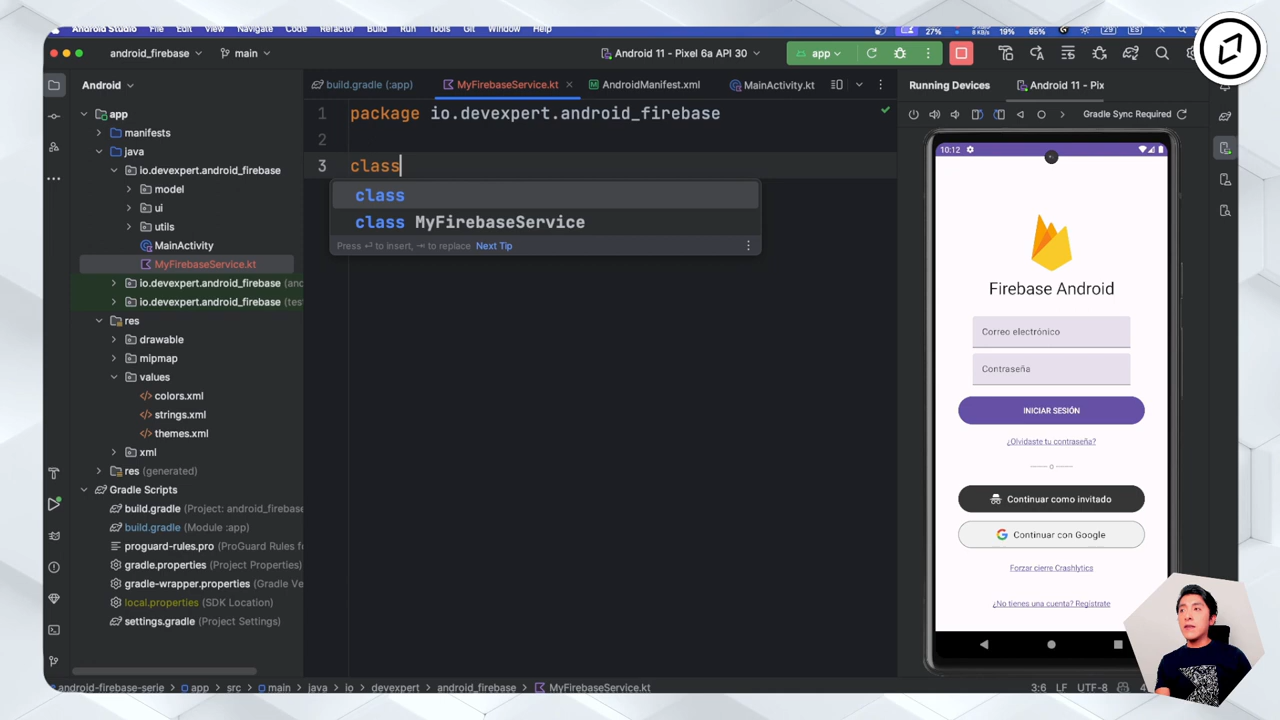 Android Studio File Edit View Navigate Code Refactor Build Run Tools Git Window Help
27% 19% 65% 29 ES
android_firebase main Android 11 - Pixel 6a API 30 app
Android
build.gradle (:app) MyFirebaseService.kt AndroidManifest.xml MainActivity.kt
Running Devices Android 11 - Pix
Gradle Sync Required
app
manifests
java
io.devexpert.android_firebase
model
ui
utils
MainActivity
MyFirebaseService.kt
io.devexpert.android_firebase (and
io.devexpert.android_firebase (tes
res
drawable
mipmap
values
colors.xml
strings.xml
themes.xml
xml
res (generated)
Gradle Scripts
build.gradle (Project: android_firebase
build.gradle (Module :app)
proguard-rules.pro (ProGuard Rules for
gradle.properties (Project Properties)
gradle-wrapper.properties (Gradle Ve
local.properties (SDK Location)
settings.gradle (Project Settings)
1 package io.devexpert.android_firebase
2
3 class
class
class MyFirebaseService
Press ⏎ to insert, ⇥ to replace Next Tip
10:12
Firebase Android
Correo electrónico
Contraseña
INICIAR SESIÓN
¿Olvidaste tu contraseña?
------ o ------
Continuar como invitado
Continuar con Google
Forzar cierre Crashlytics
¿No tienes una cuenta? Regístrate
android-firebase-serie app src main java io devexpert android_firebase MyFirebaseService.kt
3:6 LF UTF-8